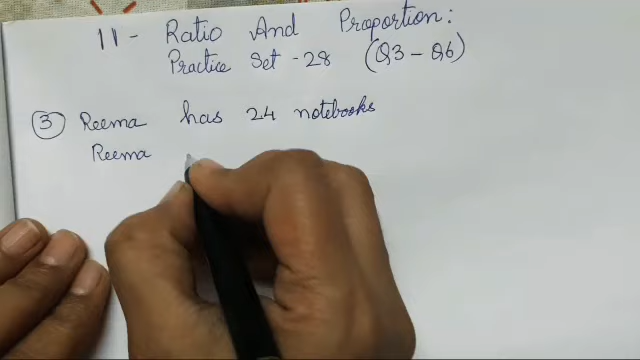 11 - Ratio And Proportion:
Practice Set - 28 (Q3 - Q6)
3 Reema has 24 notebooks
Reema